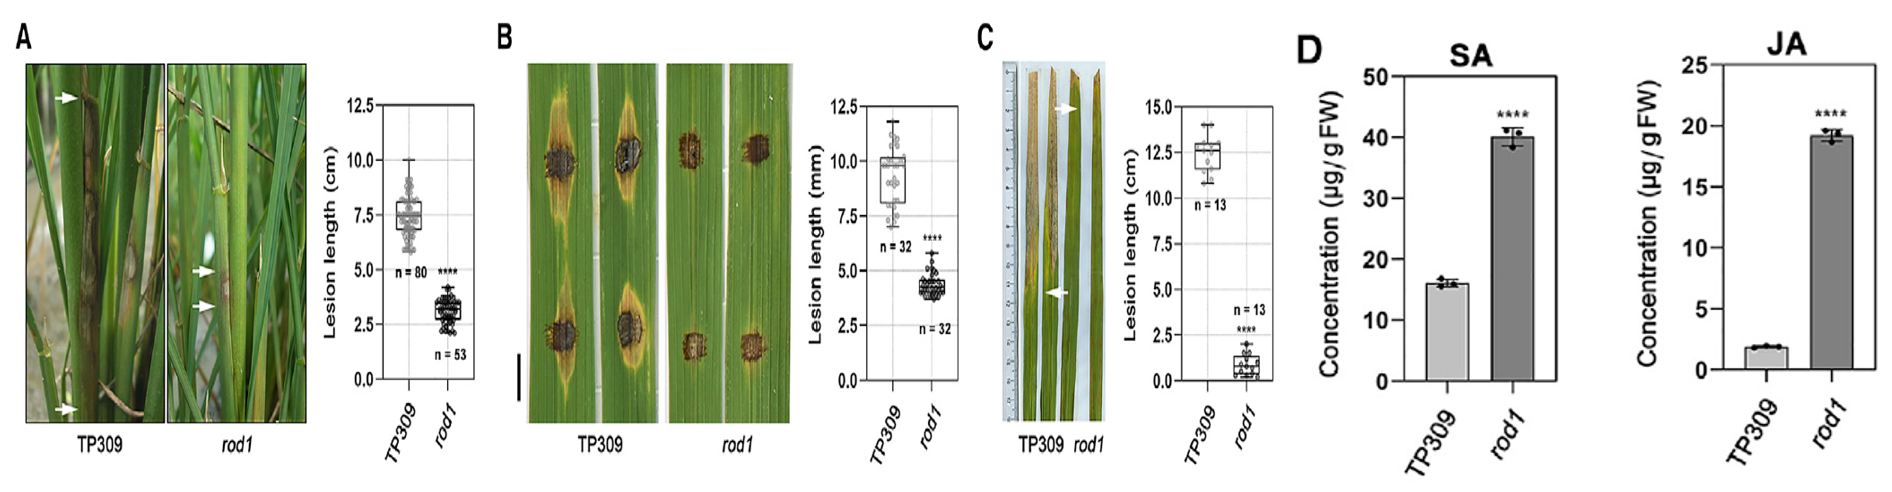 A
Lesion length (cm)
12.5
10.0
7.5
5.0
2.5
0.0
n = 80
****
n = 53
TP309
rod1
TP309
rod1
B
Lesion length (mm)
12.5
10.0
7.5
5.0
2.5
0.0
n = 32
****
n = 32
TP309
rod1
TP309
rod1
C
Lesion length (cm)
15.0
12.5
10.0
7.5
5.0
2.5
0.0
n = 13
n = 13
****
TP309
rod1
TP309 rod1
D
SA
Concentration (µg/ g FW)
50
40
30
20
10
0
****
TP309
rod1
JA
Concentration (µg/ g FW)
25
20
15
10
5
0
****
TP309
rod1